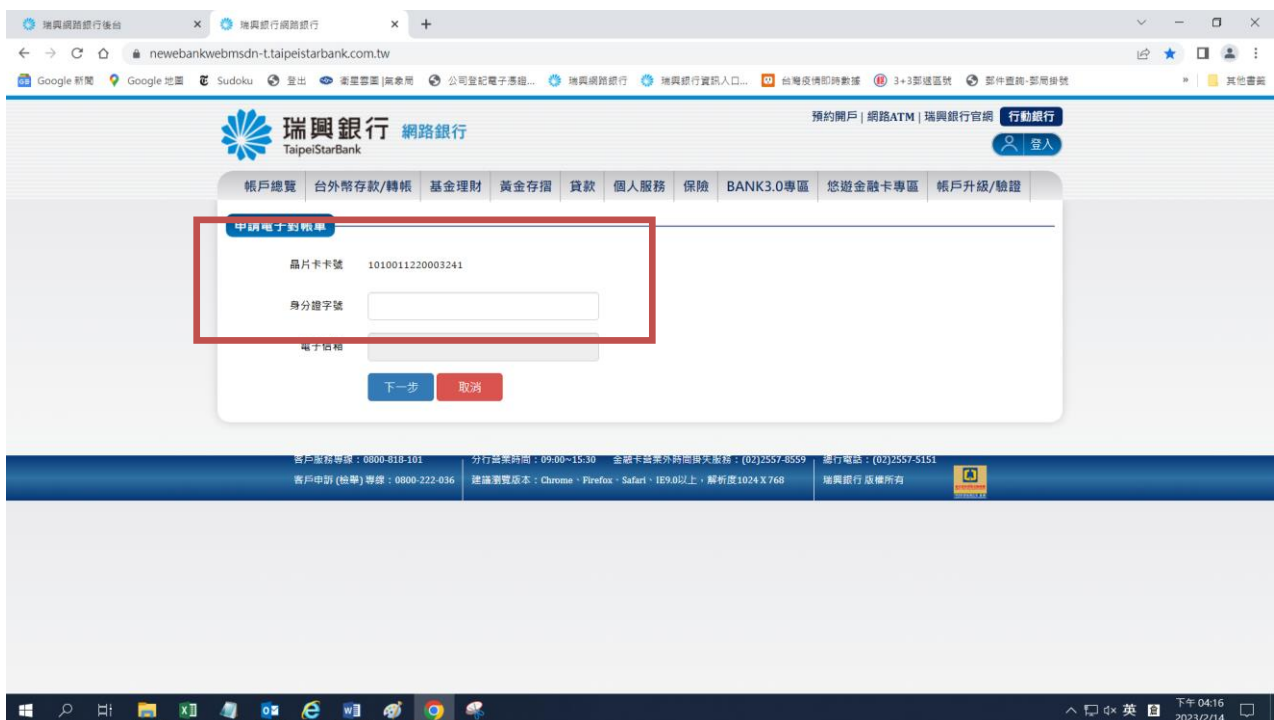 瑞興網路銀行後台
瑞興銀行網路銀行
newebankwebmsdn-t.taipeistarbank.com.tw
Google 新聞 Google 地圖 Sudoku 登出 衛星雲圖|氣象局 公司登記電子憑證... 瑞興網路銀行 瑞興銀行資訊入口... 台灣疫情即時數據 3+3郵遞區號 郵件查詢-郵局掛號 » 其他書籤
預約開戶 | 網路ATM | 瑞興銀行官網 行動銀行
瑞興銀行 網路銀行
TaipeiStarBank
登入
帳戶總覽 台外幣存款/轉帳 基金理財 黃金存摺 貸款 個人服務 保險 BANK3.0專區 悠遊金融卡專區 帳戶升級/驗證
申請電子對帳單
晶片卡卡號 1010011220003241
身分證字號
電子信箱
下一步 取消
客戶服務專線：0800-818-101 分行營業時間：09:00~15:30 金融卡營業外時間掛失服務：(02)2557-8559 總行電話：(02)2557-5151
客戶申訴 (檢舉) 專線：0800-222-036 建議瀏覽版本：Chrome、Firefox、Safari、IE9.0以上，解析度1024 X 768 瑞興銀行 版權所有
英 下午 04:16
2023/2/14